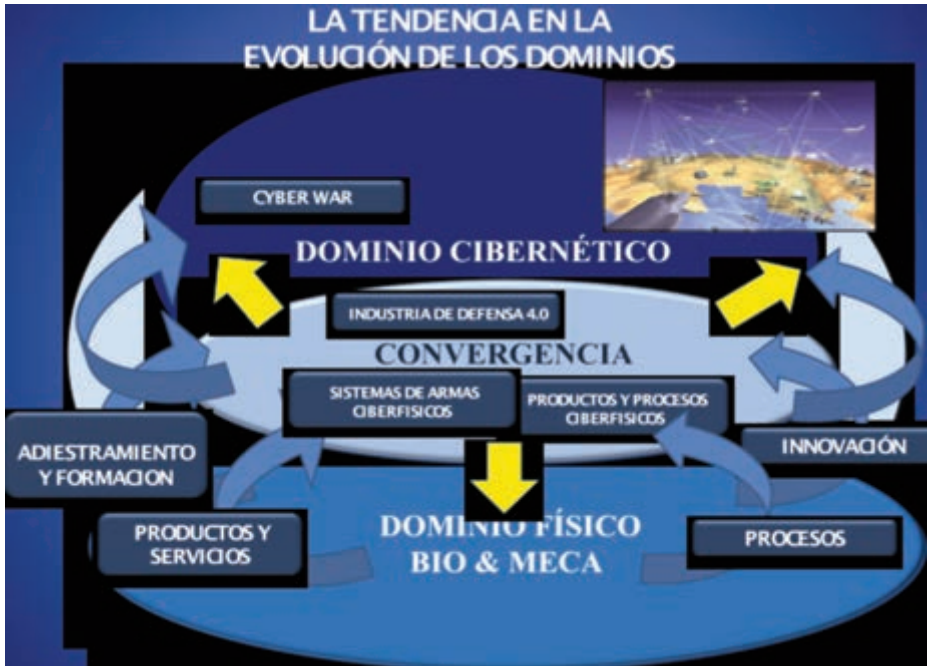 LA TENDENCIA EN LA
EVOLUCIÓN DE LOS DOMINIOS
CYBER WAR
DOMINIO CIBERNÉTICO
INDUSTRIA DE DEFENSA 4.0
CONVERGENCIA
SISTEMAS DE ARMAS
CIBERFISICOS
PRODUCTOS Y PROCESOS
CIBERFISICOS
ADIESTRAMIENTO
Y FORMACION
INNOVACIÓN
PRODUCTOS Y
SERVICIOS
DOMINIO FÍSICO
BIO & MECA
PROCESOS